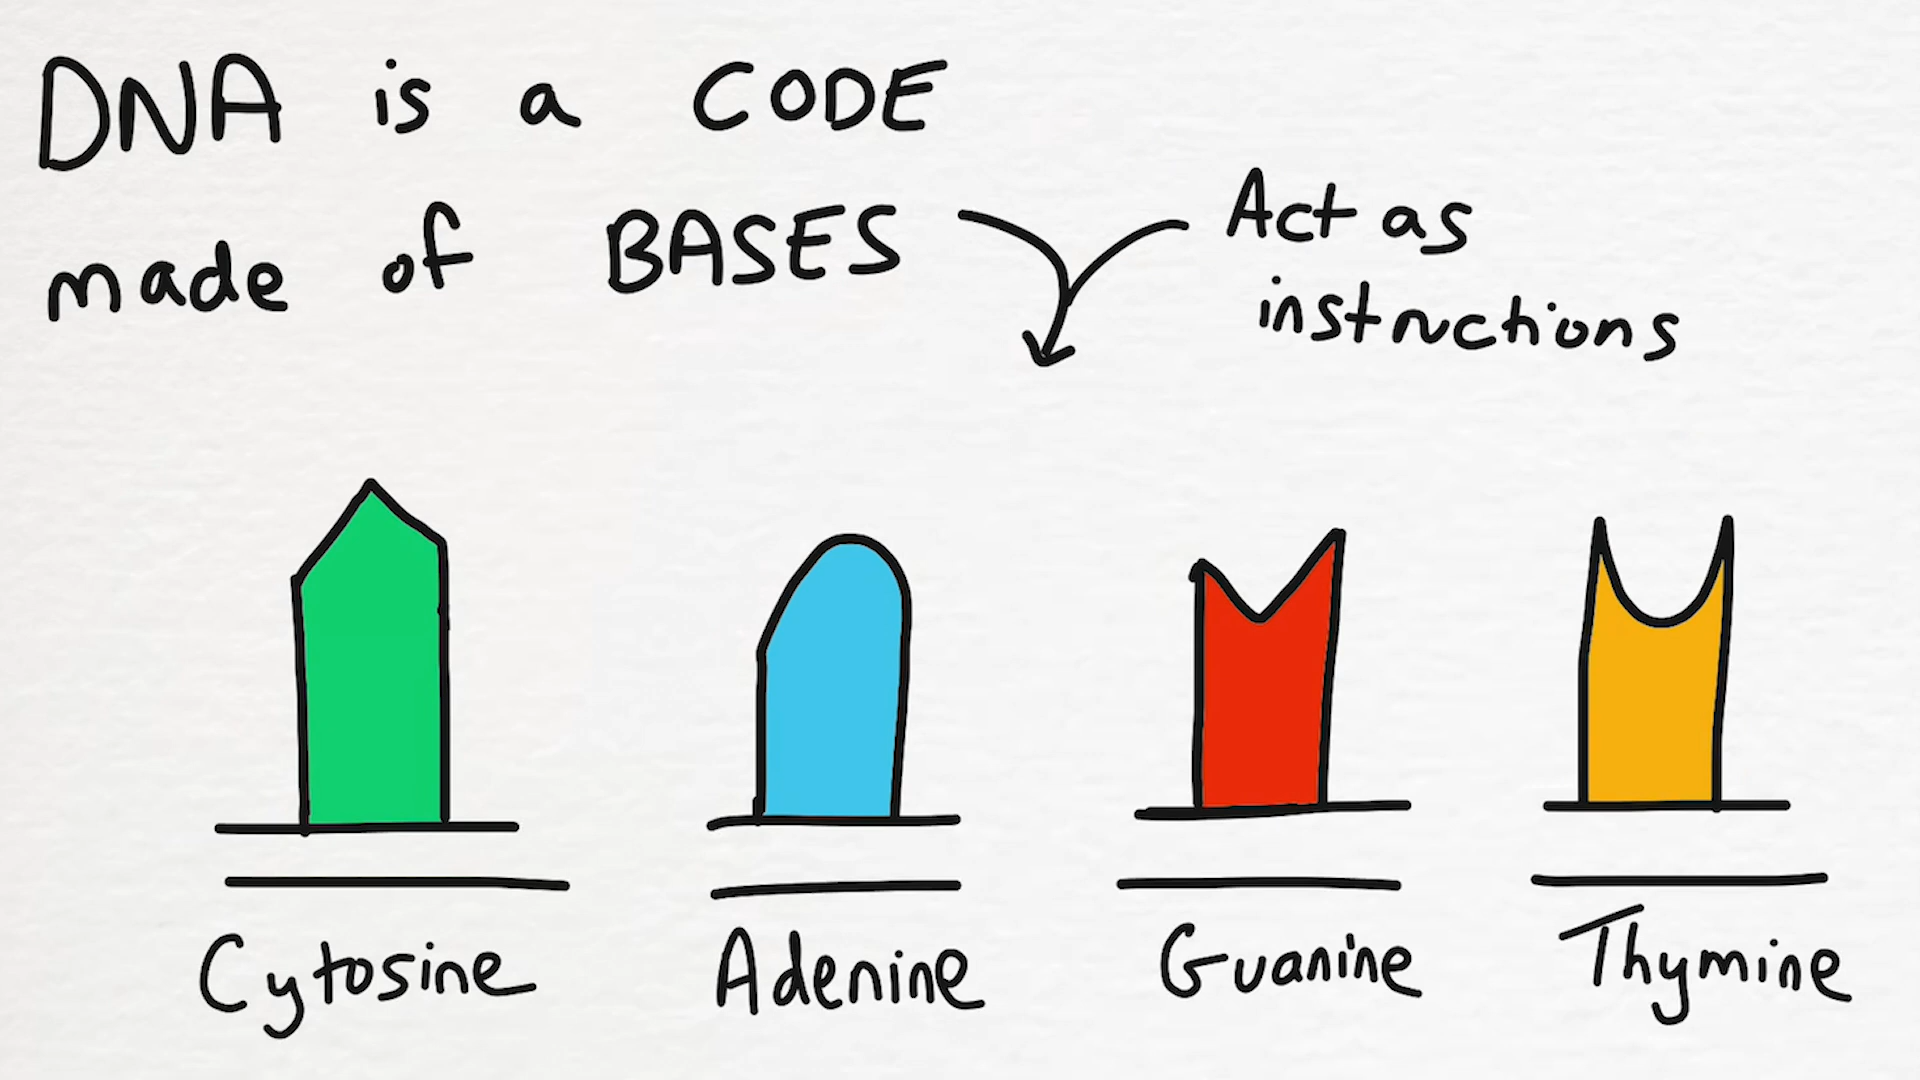 DNA is a CODE
made of BASES
Act as
instructions
Cytosine
Adenine
Guanine
Thymine